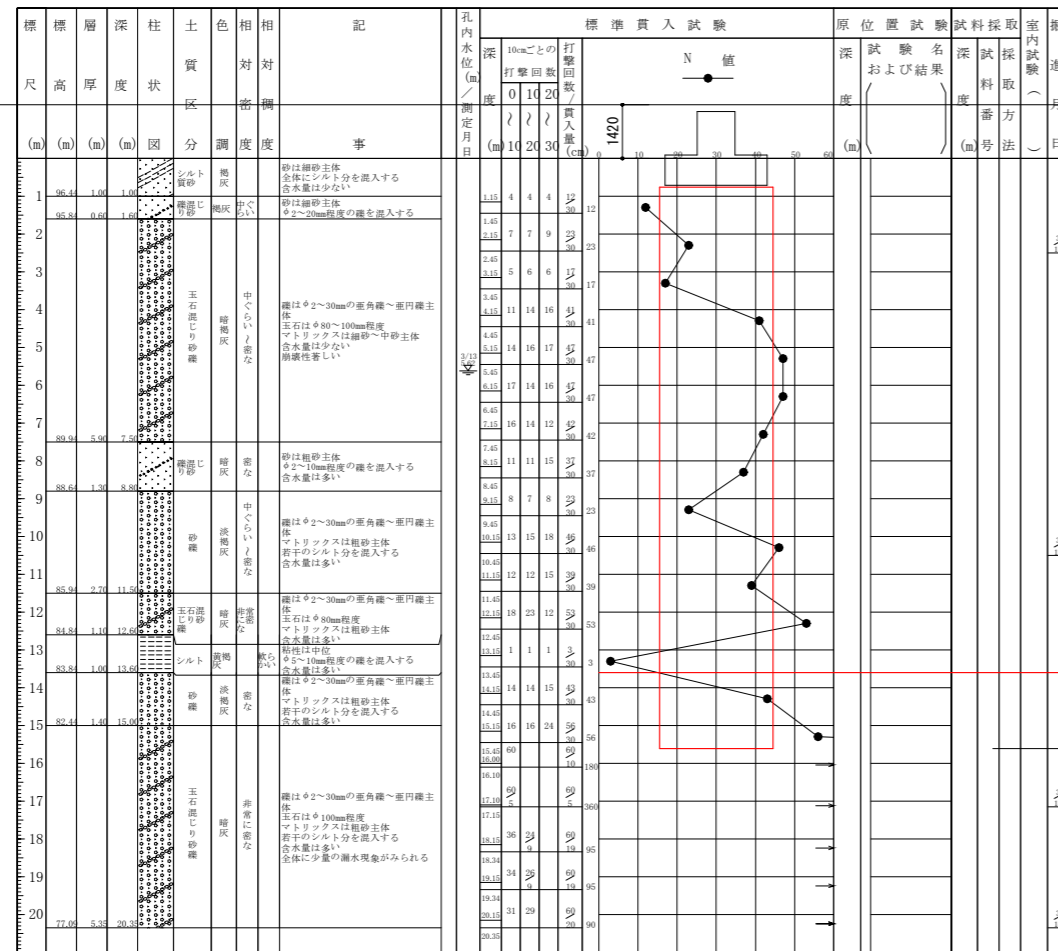 標尺(m) 標高(m) 層厚(m) 深度(m) 柱状図 土質区分 色調 相対密度 相対稠度 記事 孔内水位(m)／測定月日 標準貫入試験 原位置試験 試料採取 室内試験（ ） 掘進月日
深度(m) 10cmごとの打撃回数 打撃回数／貫入量(cm) N 値 深度(m) 試験名および結果 深度(m) 試料番号 採取方法
0〜10 10〜20 20〜30
0 10 20 30 40 50 60
1420
シルト質砂 褐灰 砂は細砂主体
全体にシルト分を混入する
含水量は少ない
1 96.44 1.00 1.00
礫混じり砂 褐灰 中ぐらい 砂は細砂主体
φ2〜20mm程度の礫を混入する
95.84 0.60 1.60
1.15 4 4 4 12/30 12
1.45
2
2.15 7 7 9 23/30 23
2.45
3
3.15 5 6 6 17/30 17
3.45
4
4.15 11 14 16 41/30 41
4.45
玉石混じり砂礫 暗褐灰 中ぐらい〜密な 礫はφ2〜30mmの亜角礫〜亜円礫主体
玉石はφ80〜100mm程度
マトリックスは細砂〜中砂主体
含水量は少ない
崩壊性著しい
5
5.15 14 16 17 47/30 47
3/13
5.45
6
6.15 17 14 16 47/30 47
6.45
7
7.15 16 14 12 42/30 42
89.94 5.90 7.50
7.45
礫混じり砂 暗灰 密な 砂は粗砂主体
φ2〜10mm程度の礫を混入する
含水量は多い
8
8.15 11 11 15 37/30 37
8.45
88.64 1.30 8.80
9
9.15 8 7 8 23/30 23
9.45
砂礫 淡褐灰 中ぐらい〜密な 礫はφ2〜30mmの亜角礫〜亜円礫主体
マトリックスは粗砂主体
若干のシルト分を混入する
含水量は多い
10
10.15 13 15 18 46/30 46
10.45
11
11.15 12 12 15 39/30 39
85.94 2.70 11.50
11.45
玉石混じり砂礫 暗灰 非常に密な 礫はφ2〜30mmの亜角礫〜亜円礫主体
玉石はφ80mm程度
マトリックスは粗砂主体
含水量は多い
12
12.15 18 23 12 53/30 53
12.45
84.84 1.10 12.60
シルト 黄褐灰 軟らかい 粘性は中位
φ5〜10mm程度の礫を混入する
含水量は多い
13
13.15 1 1 1 3/30 3
13.45
83.84 1.00 13.60
砂礫 淡褐灰 密な 礫はφ2〜30mmの亜角礫〜亜円礫主体
マトリックスは粗砂主体
若干のシルト分を混入する
含水量は多い
14
14.15 14 14 15 43/30 43
14.45
15 82.44 1.40 15.00
15.15 16 16 24 56/30 56
15.45
16
16.00 60 60/10 180
16.10
17
17.10 60/5 60/5 360
17.15
玉石混じり砂礫 暗灰 非常に密な 礫はφ2〜30mmの亜角礫〜亜円礫主体
玉石はφ100mm程度
マトリックスは粗砂主体
若干のシルト分を混入する
含水量は多い
全体に少量の漏水現象がみられる
18
18.15 36 24/9 60/19 95
18.34
19
19.15 34 26/9 60/19 95
19.34
20
20.15 31 29 60/20 90
77.09 5.35 20.35
20.35